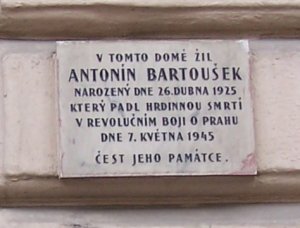 V TOMTO DOMĚ ŽIL
ANTONÍN BARTOUŠEK
NAROZENÝ DNE 26. DUBNA 1925
KTERÝ PADL HRDINNOU SMRTÍ
V REVOLUČNÍM BOJI O PRAHU
DNE 7. KVĚTNA 1945
ČEST JEHO PAMÁTCE.